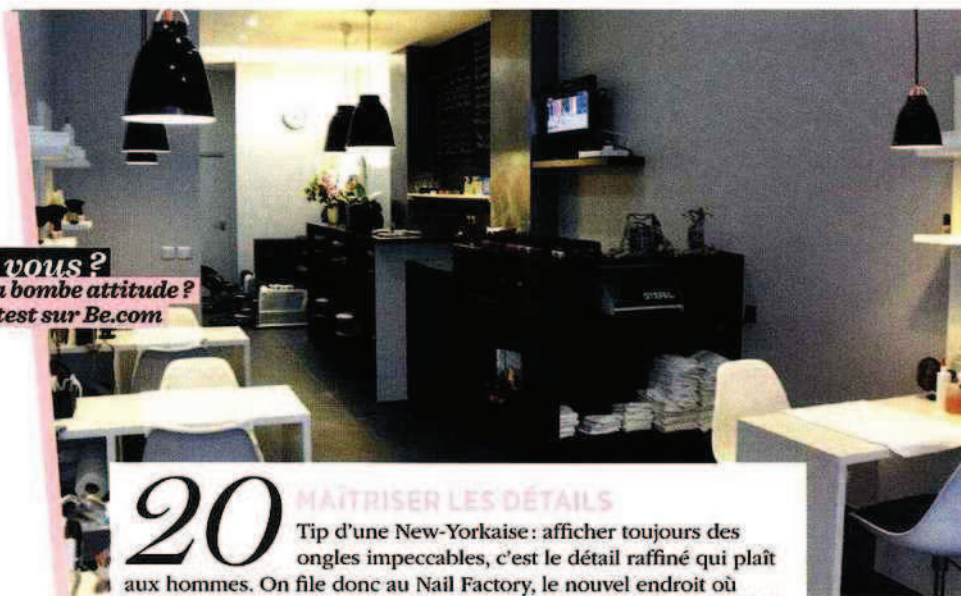 vous ?
bombe attitude ?
test sur Be.com
20
MAÎTRISER LES DÉTAILS
Tip d'une New-Yorkaise : afficher toujours des
ongles impeccables, c'est le détail raffiné qui plaît
aux hommes. On file donc au Nail Factory, le nouvel endroit où